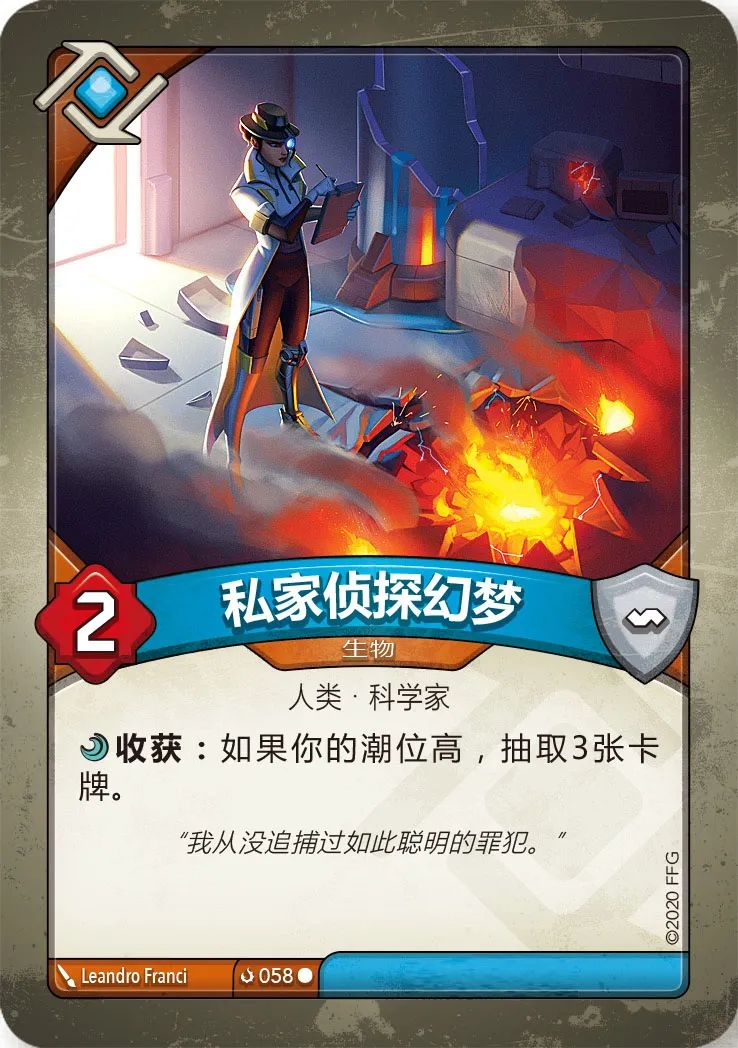 2
私家侦探幻梦
生物
人类 · 科学家
收获：如果你的潮位高，抽取3张卡
牌。
“我从没追捕过如此聪明的罪犯。”
©2020 FFG
Leandro Franci
058